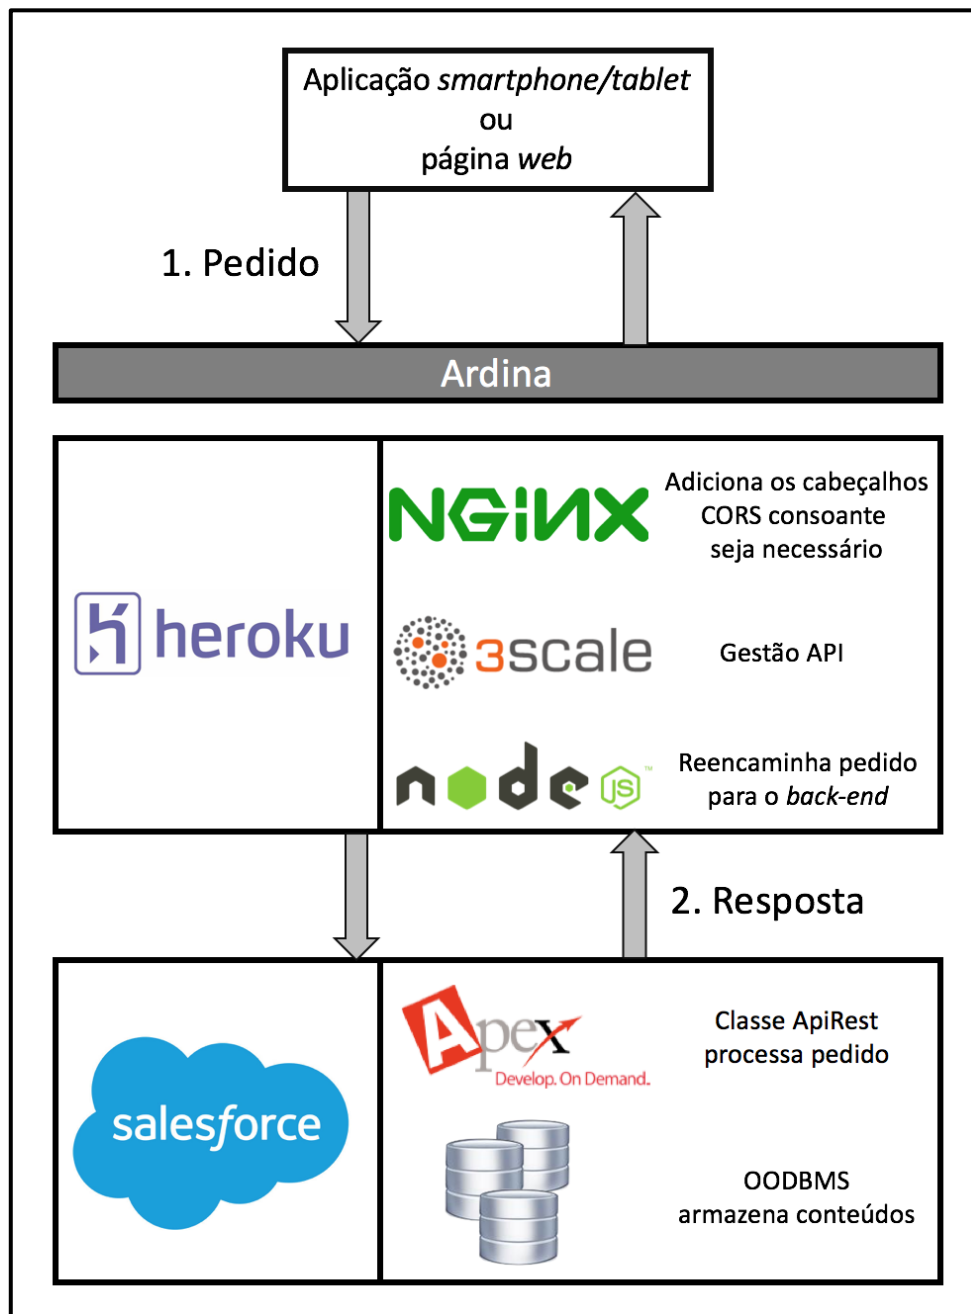 Aplicação smartphone/tablet
ou
página web
1. Pedido
Ardina
heroku
NGiNX
Adiciona os cabeçalhos
CORS consoante
seja necessário
3scale
Gestão API
node
JS
™
Reencaminha pedido
para o back-end
2. Resposta
salesforce
Apex
Develop. On Demand.
Classe ApiRest
processa pedido
OODBMS
armazena conteúdos